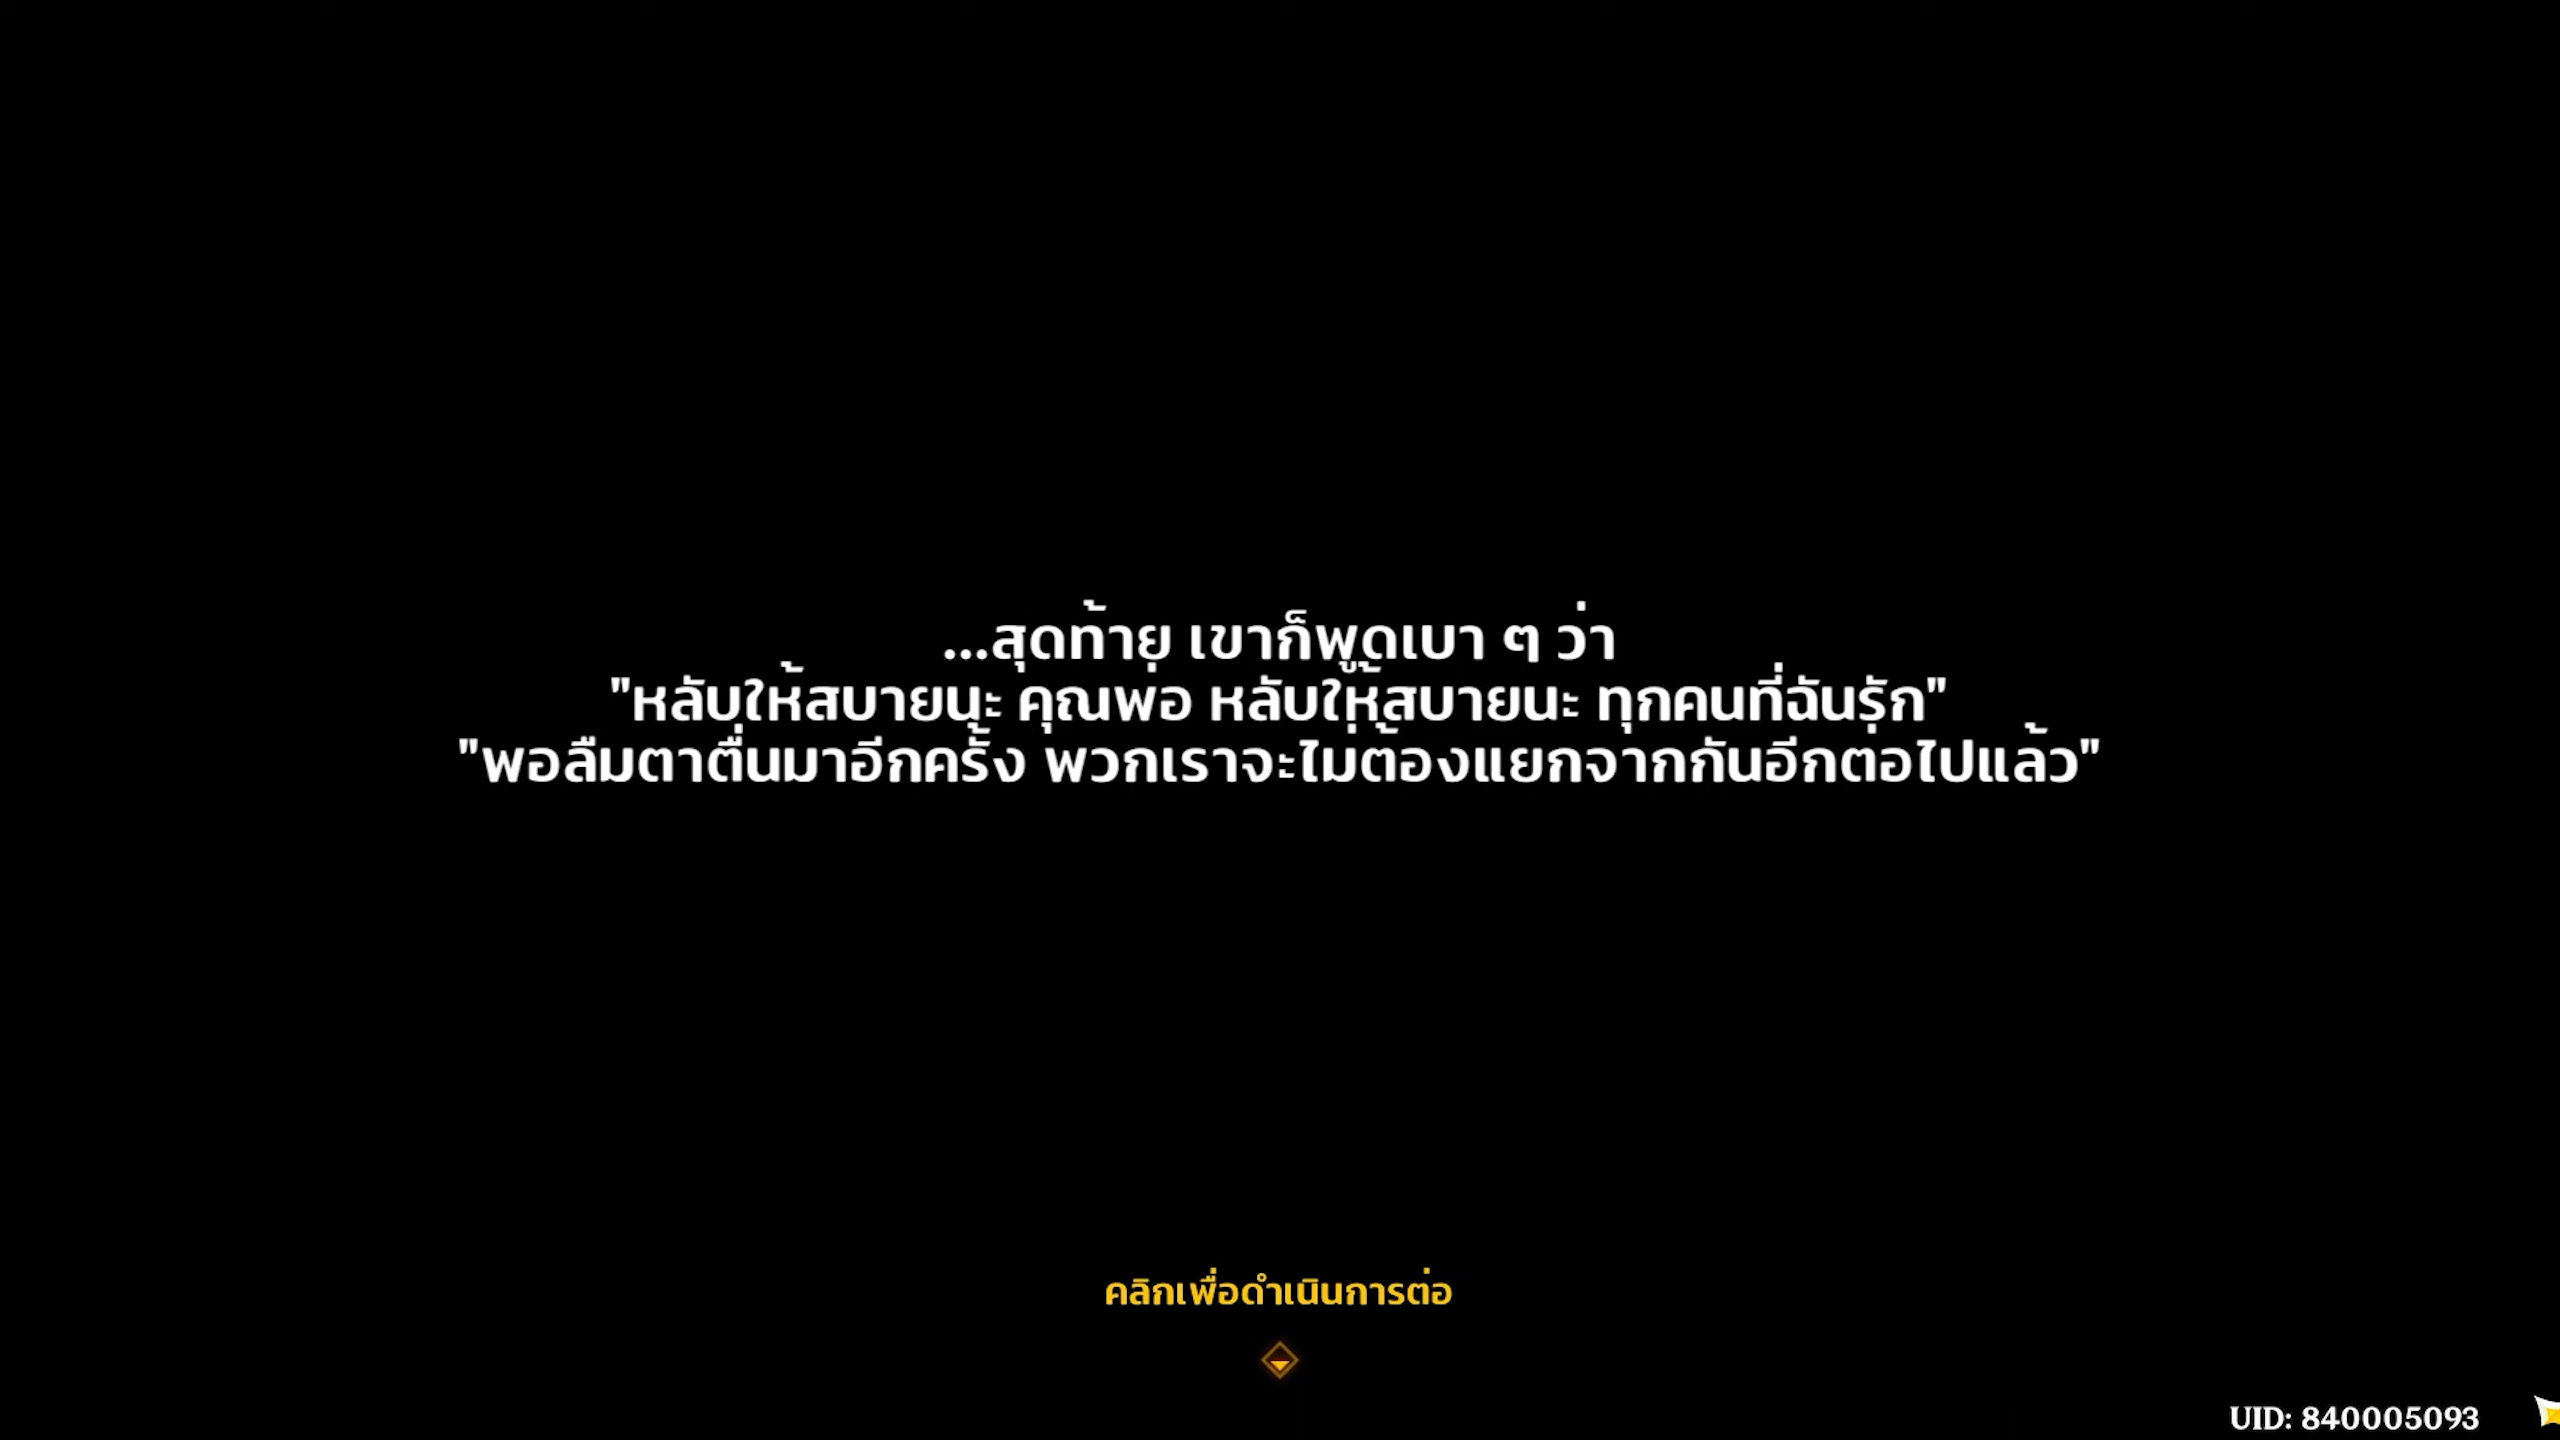 ...สุดท้าย เขาก็พูดเบา ๆ ว่า
"หลับให้สบายนะ คุณพ่อ หลับให้สบายนะ ทุกคนที่ฉันรัก"
"พอลืมตาตื่นมาอีกครั้ง พวกเราจะไม่ต้องแยกจากกันอีกต่อไปแล้ว"
คลิกเพื่อดำเนินการต่อ
UID: 840005093